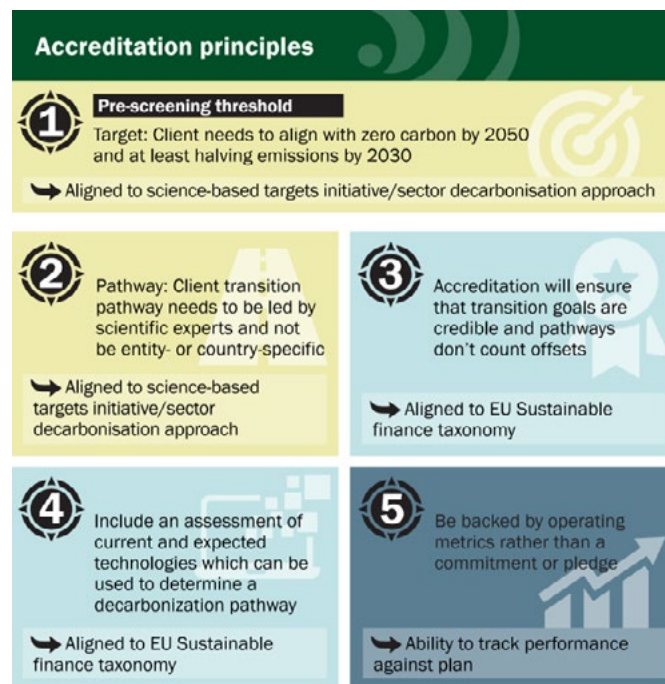 Accreditation principles
1
Pre-screening threshold
Target: Client needs to align with zero carbon by 2050
and at least halving emissions by 2030
Aligned to science-based targets initiative/sector decarbonisation approach
2
Pathway: Client transition
pathway needs to be led by
scientific experts and not
be entity- or country-specific
Aligned to science-based
targets initiative/sector
decarbonisation approach
3
Accreditation will ensure
that transition goals are
credible and pathways
don't count offsets
Aligned to EU Sustainable
finance taxonomy
4
Include an assessment of
current and expected
technologies which can be
used to determine a
decarbonization pathway
Aligned to EU Sustainable
finance taxonomy
5
Be backed by operating
metrics rather than a
commitment or pledge
Ability to track performance
against plan